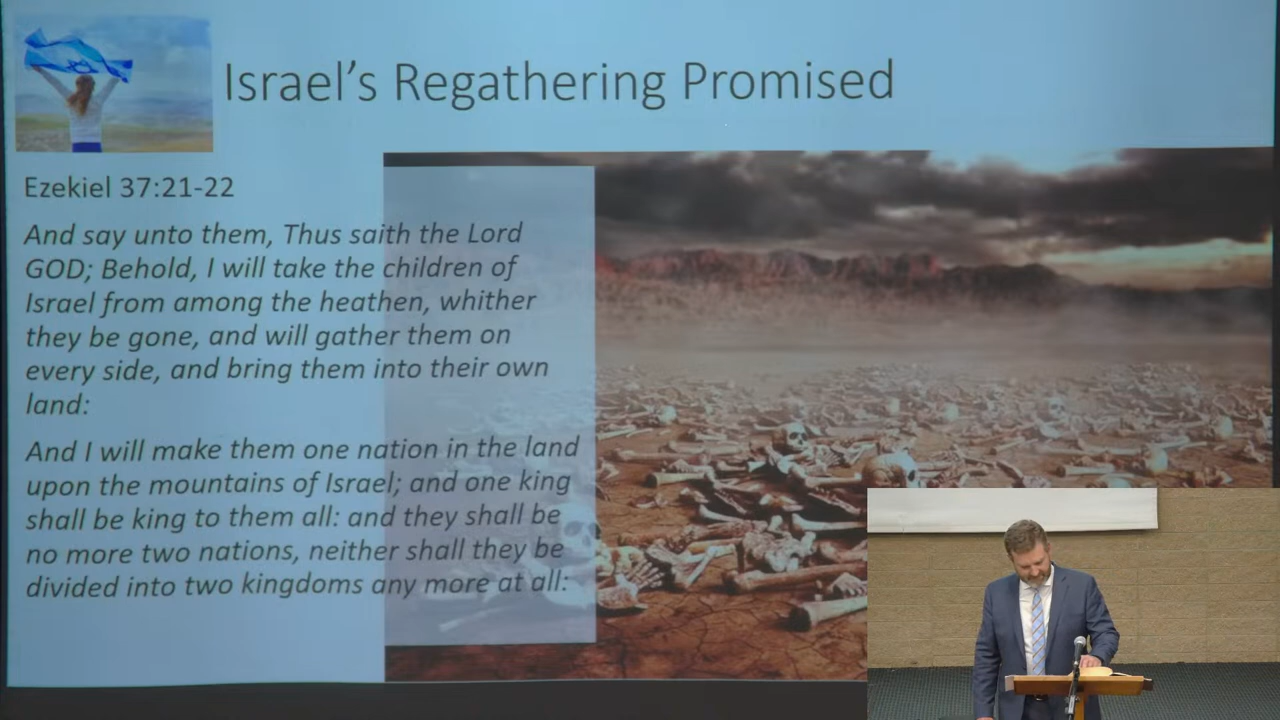 Israel's Regathering Promised
Ezekiel 37:21-22
And say unto them, Thus saith the Lord
GOD; Behold, I will take the children of
Israel from among the heathen, whither
they be gone, and will gather them on
every side, and bring them into their own
land:
And I will make them one nation in the land
upon the mountains of Israel; and one king
shall be king to them all: and they shall be
no more two nations, neither shall they be
divided into two kingdoms any more at all: